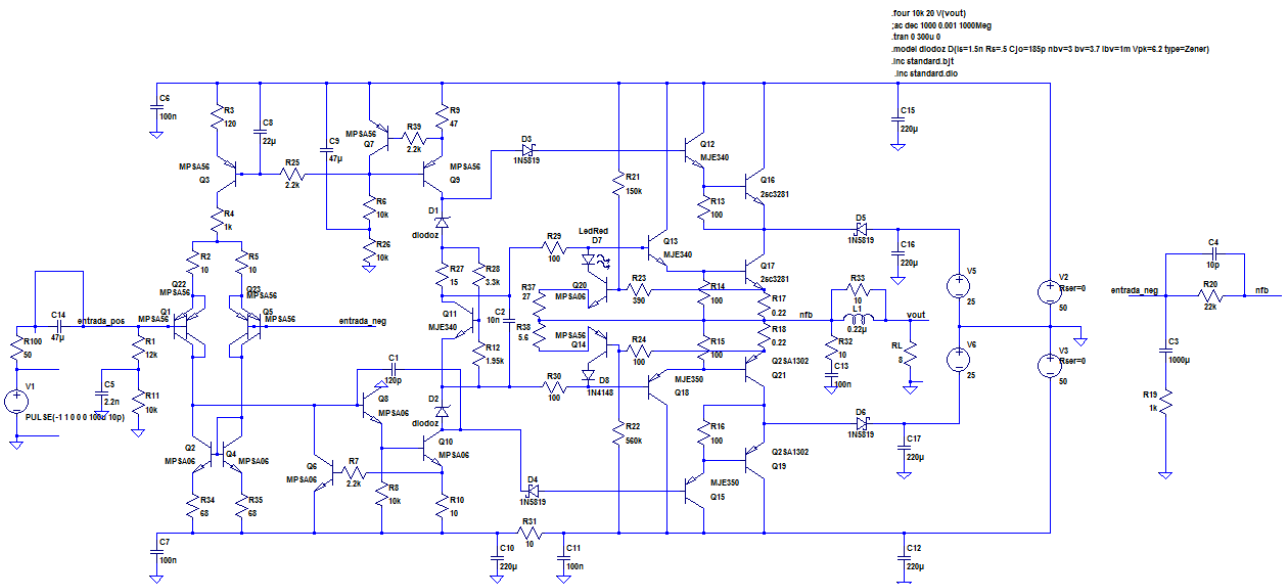 .four 10k 20 V(vout)
;ac dec 1000 0.001 1000Meg
.tran 0 300u 0
.model diodoz D(Is=1.5n Rs=.5 Cjo=185p nbv=3 bv=3.7 Ibv=1m Vpk=6.2 type=Zener)
.inc standard.bjt
.inc standard.dio
C6
100n
R3
120
C8
22µ
MPSA56
Q3
R25
2.2k
R4
1k
R2
10
R5
10
C9
47µ
MPSA56
Q7
R39
2.2k
R9
47
MPSA56
Q9
R6
10k
R26
10k
D1
diodoz
R27
15
R28
3.3k
Q11
MJE340
R12
1.95k
C2
10n
D2
diodoz
D3
1N5819
R29
100
LedRed
D7
Q20
MPSA06
R21
150k
R23
390
R37
27
R38
5.6
MPSA56
Q14
R24
100
R30
100
D8
1N4148
R22
560k
Q12
MJE340
R13
100
Q16
2sc3281
Q13
MJE340
Q17
2sc3281
R14
100
R17
0.22
R18
0.22
R15
100
MJE350
Q18
Q2SA1302
Q21
R16
100
Q2SA1302
Q19
MJE350
Q15
D4
1N5819
D5
1N5819
D6
1N5819
C15
220µ
C16
220µ
C17
220µ
C12
220µ
nfb
R33
10
L1
0.22µ
vout
R32
10
C13
100n
RL
8
V5
25
V6
25
V2
Rser=0
50
V3
Rser=0
50
entrada_neg
C4
10p
R20
22k
nfb
C3
1000µ
R19
1k
Q22
MPSA56
Q1
MPSA56
Q23
MPSA56
Q5
entrada_neg
C14
47µ
entrada_pos
R100
50
V1
PULSE(-1 1 0 0 0 100u 10p)
R1
12k
C5
2.2n
R11
10k
Q2
MPSA06
Q4
MPSA06
R34
68
R35
68
C1
120p
Q8
MPSA06
Q6
MPSA06
R7
2.2k
R8
10k
Q10
MPSA06
R10
10
R31
10
C7
100n
C10
220µ
C11
100n